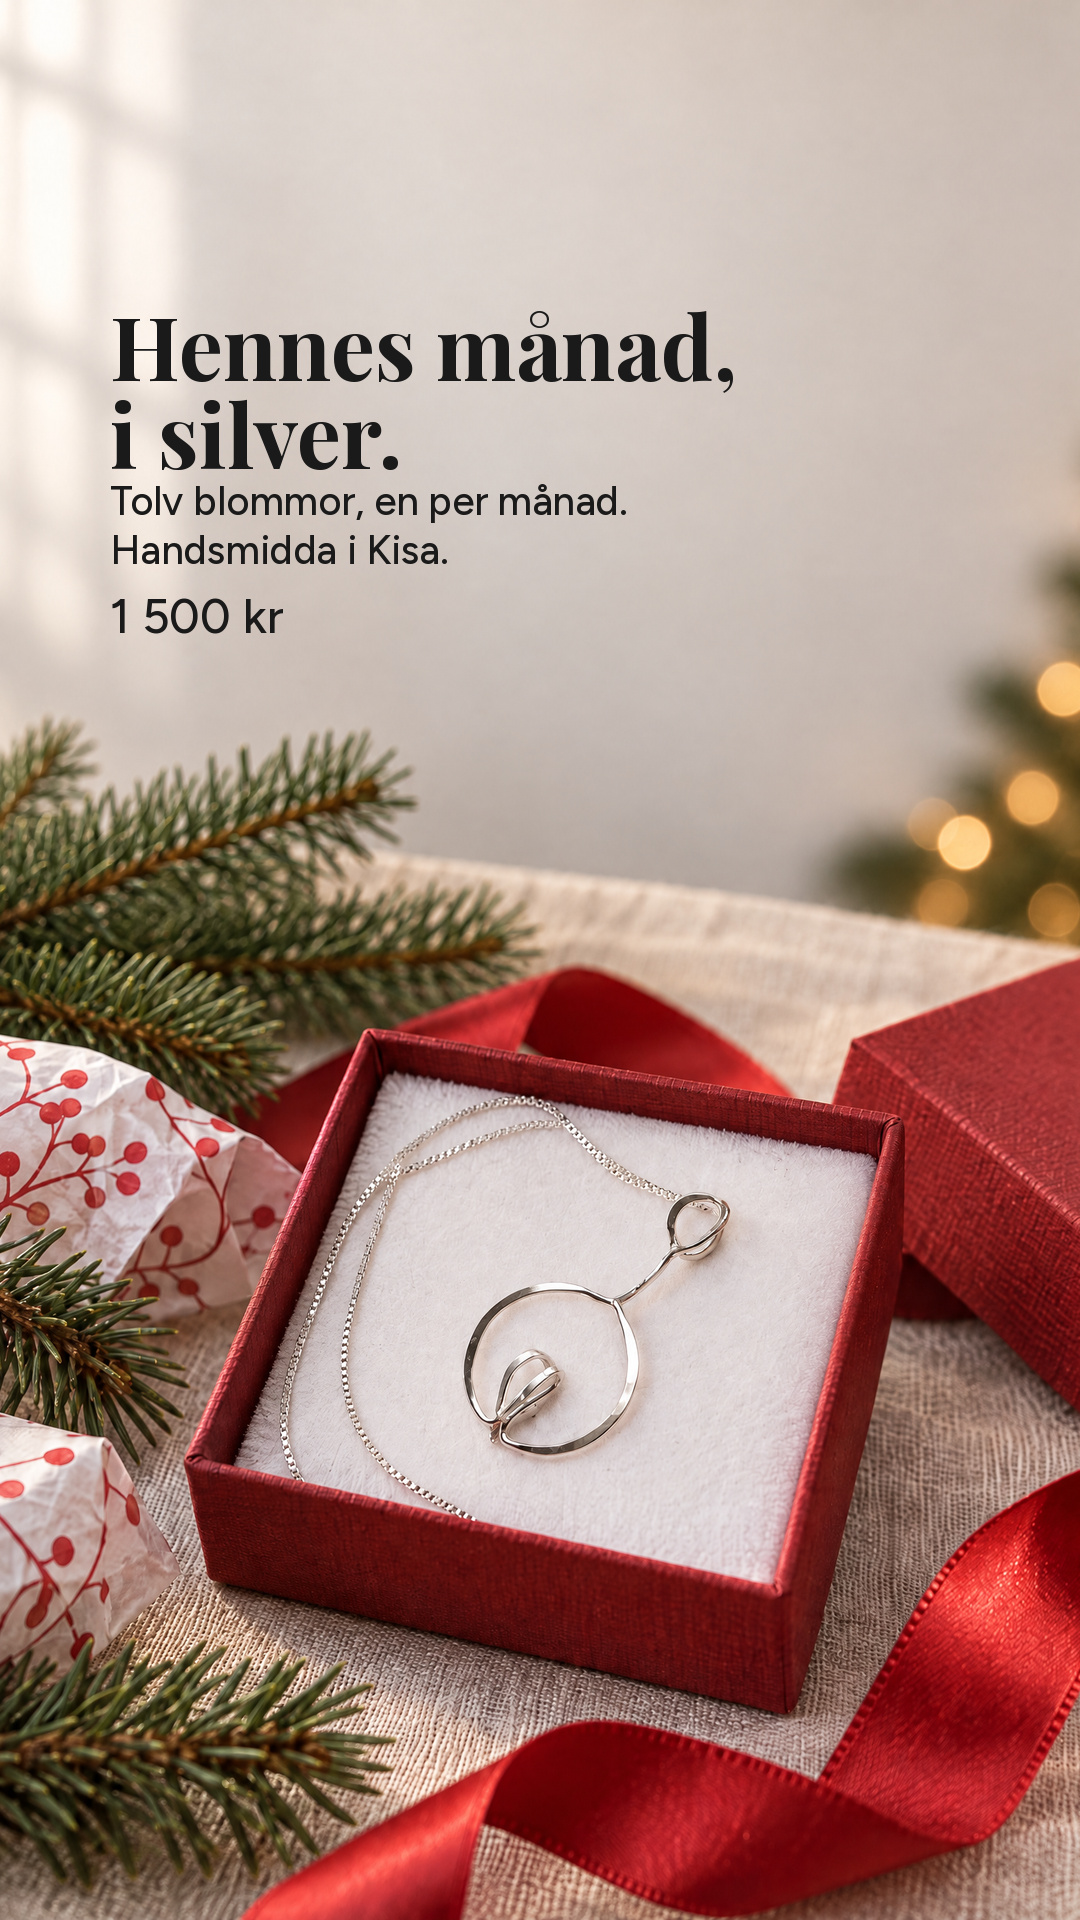 Hennes månad,
i silver.
Tolv blommor, en per månad.
Handsmidda i Kisa.
1 500 kr